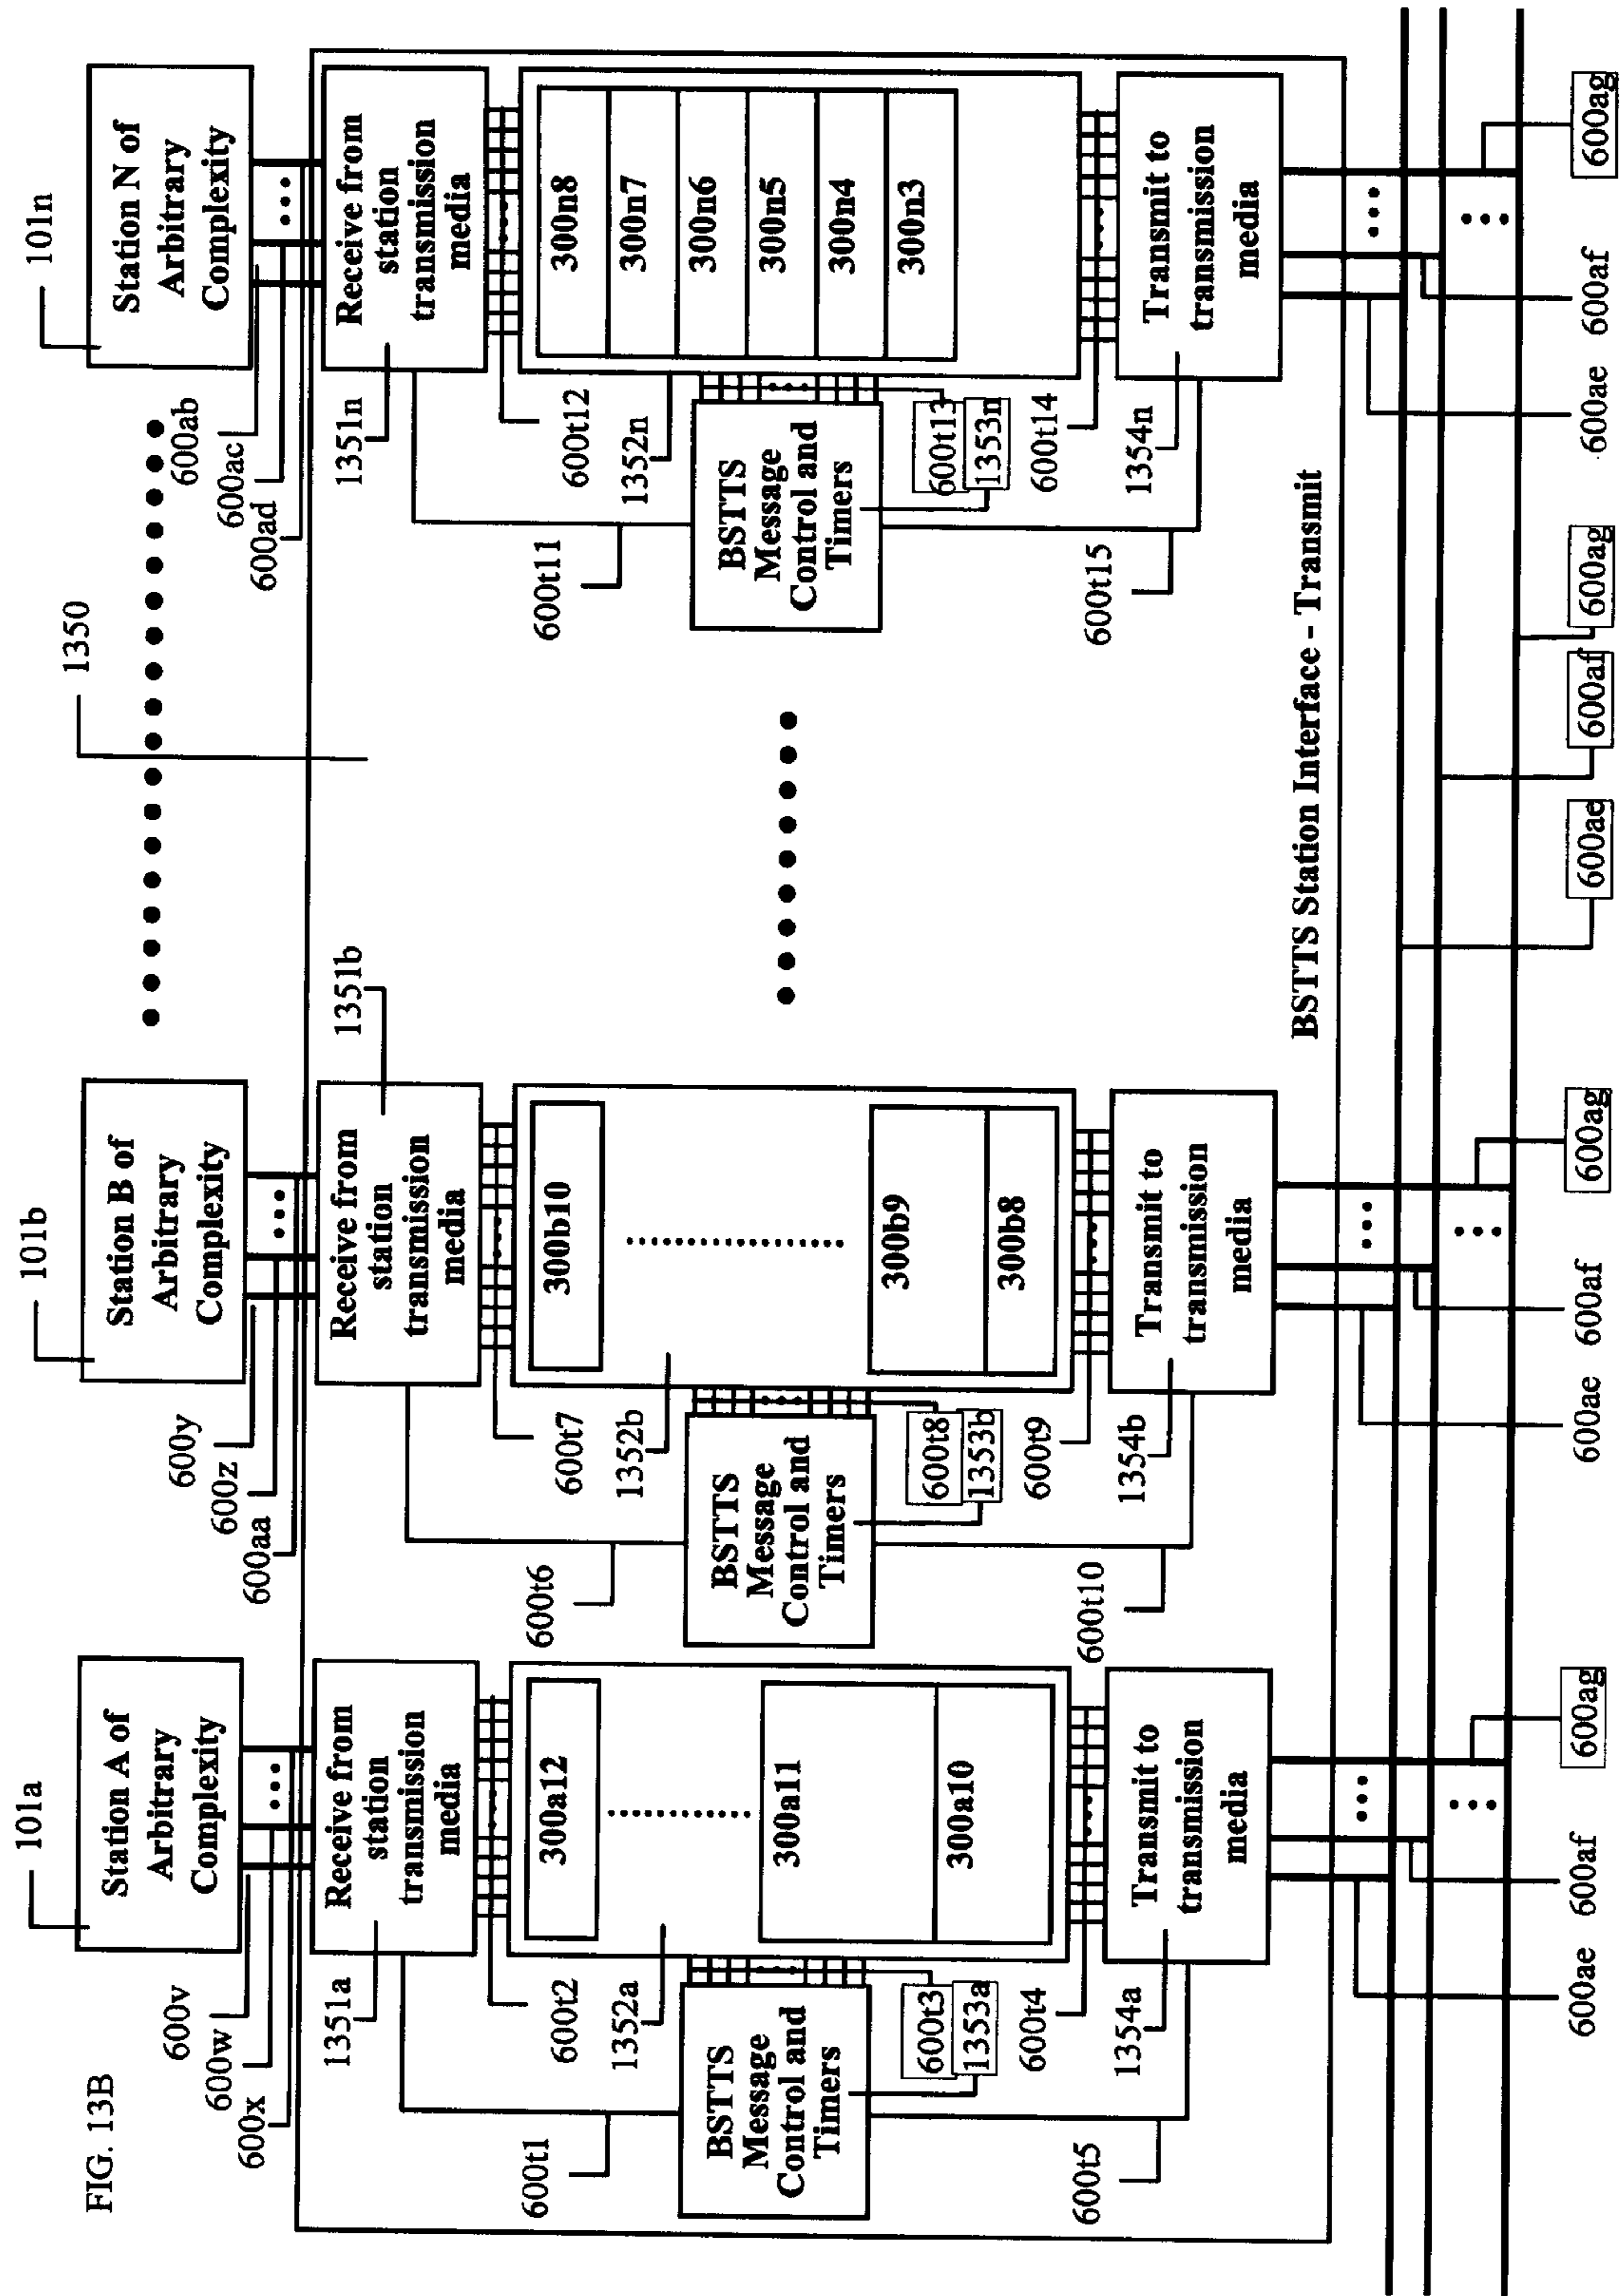 FIG. 13B
101a
Station A of
Arbitrary
Complexity
600v
600w
600x
1351a
Receive from
station
transmission
media
600t1
600t2
1352a
300a12
300a11
300a10
BSTTS
Message
Control and
Timers
600t3
1353a
600t4
1354a
600t5
Transmit to
transmission
media
600ae
600af
600ag
101b
Station B of
Arbitrary
Complexity
600y
600z
600aa
1351b
Receive from
station
transmission
media
600t6
600t7
1352b
300b10
300b9
300b8
BSTTS
Message
Control and
Timers
600t8
1353b
600t9
1354b
600t10
Transmit to
transmission
media
600ae
600af
600ag
1350
BSTTS Station Interface - Transmit
600ae
600af
600ag
101n
Station N of
Arbitrary
Complexity
600ab
600ac
600ad
1351n
Receive from
station
transmission
media
600t11
600t12
1352n
300n8
300n7
300n6
300n5
300n4
300n3
BSTTS
Message
Control and
Timers
600t13
1353n
600t14
1354n
600t15
Transmit to
transmission
media
600ae
600af
600ag